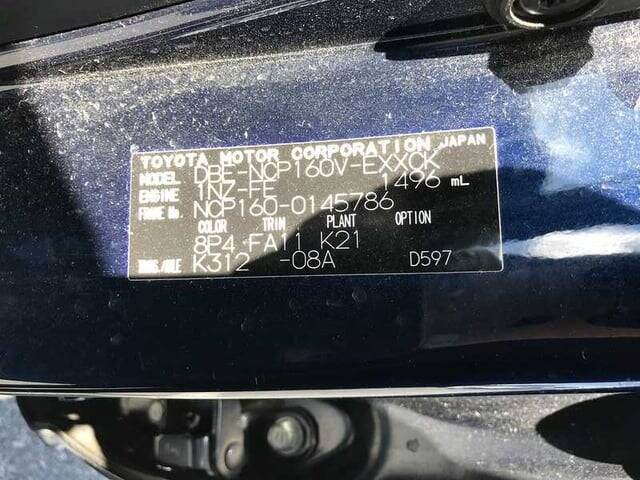 TOYOTA MOTOR CORPORATION JAPAN
MODEL DBE-NCP160V-EXXCK
ENGINE 1NZ-FE 1496 mL
FRAME No. NCP160-0145786
COLOR TRIM PLANT OPTION
8P4 FA11 K21
TRANS/AXLE K312 -08A D597